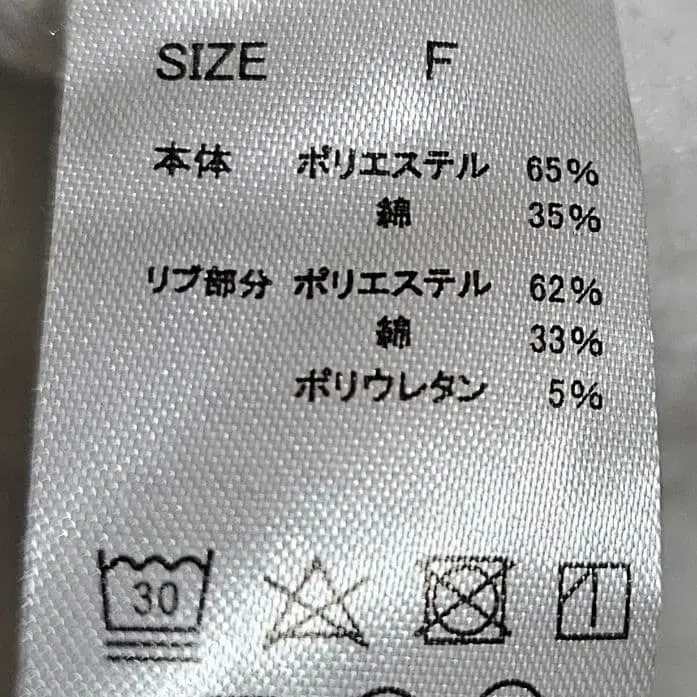 SIZE F
本体 ポリエステル 65%
綿 35%
リブ部分 ポリエステル 62%
綿 33%
ポリウレタン 5%
30